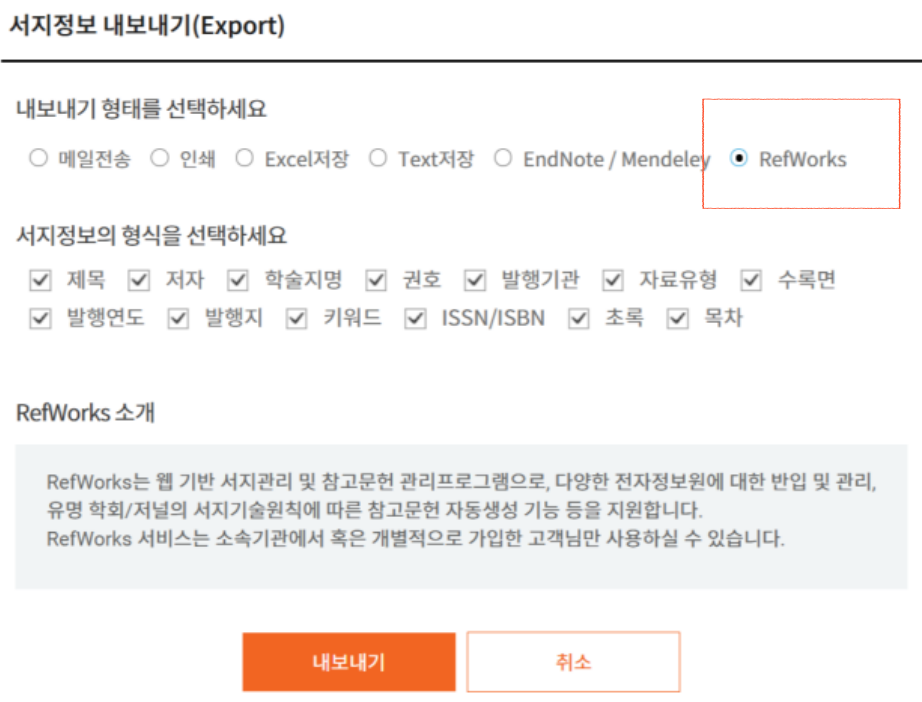 서지정보 내보내기(Export)
내보내기 형태를 선택하세요
메일전송 인쇄 Excel저장 Text저장 EndNote / Mendeley RefWorks
서지정보의 형식을 선택하세요
제목 저자 학술지명 권호 발행기관 자료유형 수록면
발행연도 발행지 키워드 ISSN/ISBN 초록 목차
RefWorks 소개
RefWorks는 웹 기반 서지관리 및 참고문헌 관리프로그램으로, 다양한 전자정보원에 대한 반입 및 관리,
유명 학회/저널의 서지기술원칙에 따른 참고문헌 자동생성 기능 등을 지원합니다.
RefWorks 서비스는 소속기관에서 혹은 개별적으로 가입한 고객님만 사용하실 수 있습니다.
내보내기 취소